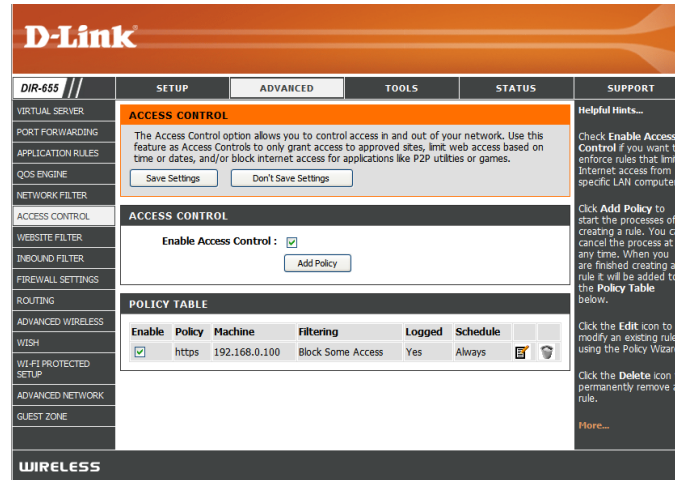 D-Link
DIR-655
SETUP
ADVANCED
TOOLS
STATUS
SUPPORT
VIRTUAL SERVER
PORT FORWARDING
APPLICATION RULES
QOS ENGINE
NETWORK FILTER
ACCESS CONTROL
WEBSITE FILTER
INBOUND FILTER
FIREWALL SETTINGS
ROUTING
ADVANCED WIRELESS
WISH
WI-FI PROTECTED
SETUP
ADVANCED NETWORK
GUEST ZONE
ACCESS CONTROL
The Access Control option allows you to control access in and out of your network. Use this
feature as Access Controls to only grant access to approved sites, limit web access based on
time or dates, and/or block internet access for applications like P2P utilities or games.
Save Settings
Don't Save Settings
ACCESS CONTROL
Enable Access Control :
Add Policy
POLICY TABLE
Enable Policy Machine Filtering Logged Schedule
https 192.168.0.100 Block Some Access Yes Always
Helpful Hints...
Check Enable Access
Control if you want
enforce rules that
Internet access from
specific LAN
Click Add Policy to
start the processes of
creating a rule. You
cancel the process at
any time. When you
are finished creating a
rule it will be added
the Policy Table
below.
Click the Edit icon to
modify an existing rule
using the Policy
Click the Delete icon
permanently remove
rule.
More...
WIRELESS